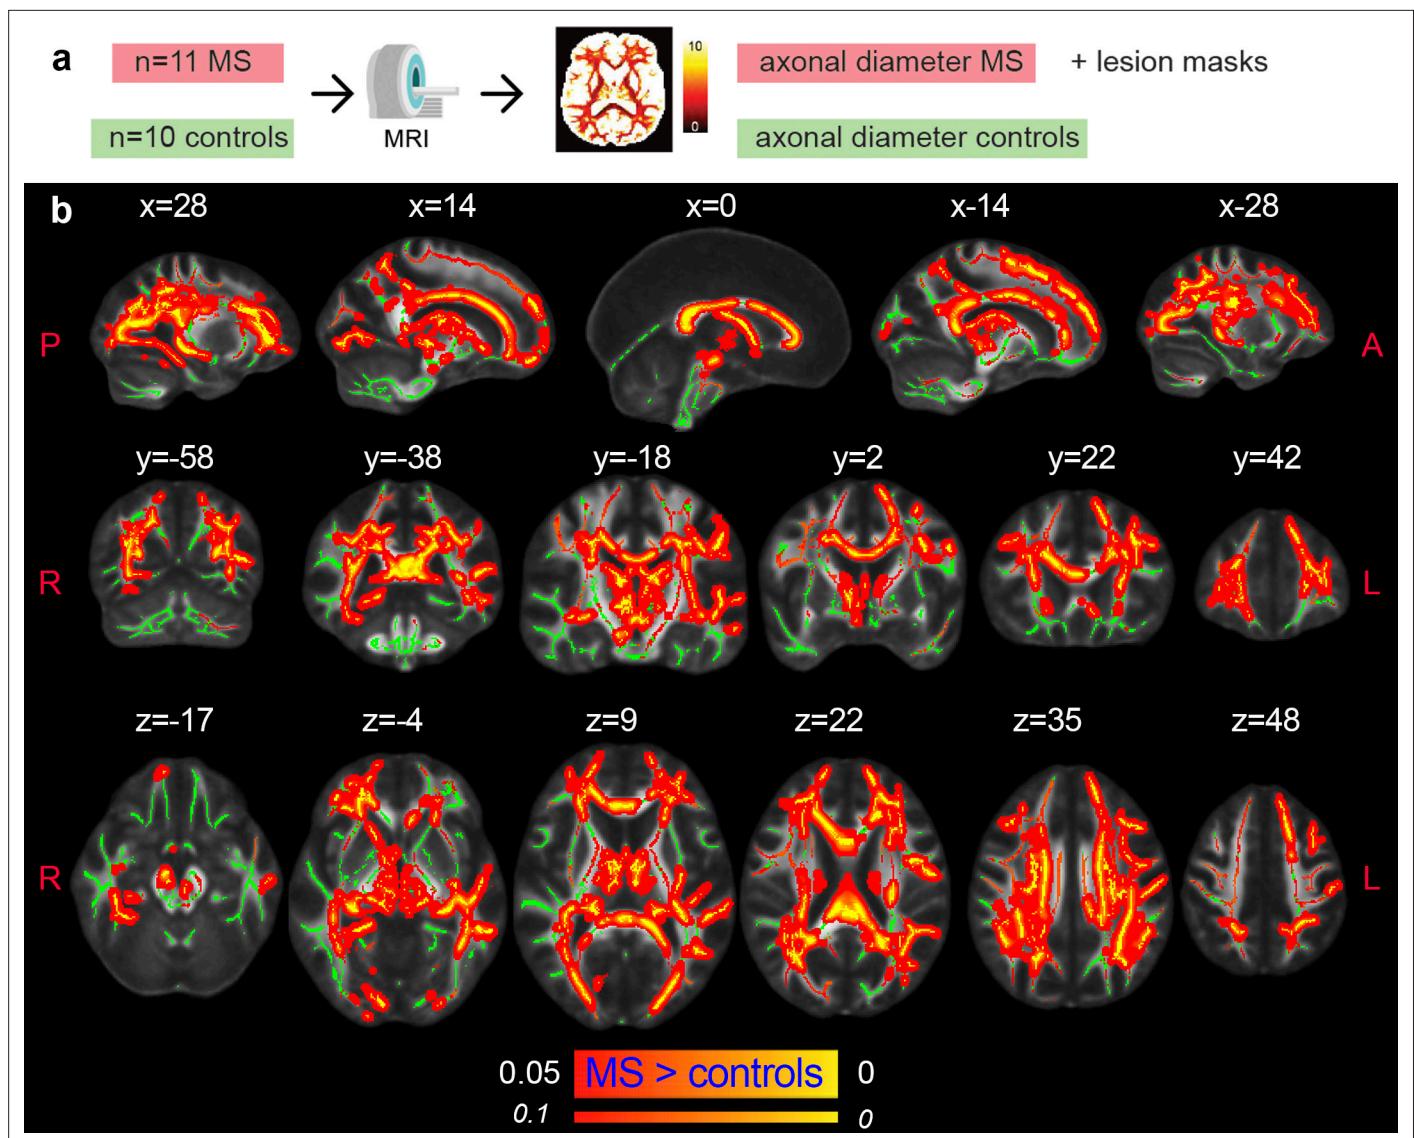 a
n=11 MS
n=10 controls
MRI
10
0
axonal diameter MS
+ lesion masks
axonal diameter controls
b
x=28 x=14 x=0 x-14 x-28
P A
y=-58 y=-38 y=-18 y=2 y=22 y=42
R L
z=-17 z=-4 z=9 z=22 z=35 z=48
R L
0.05 MS > controls 0
0.1 0